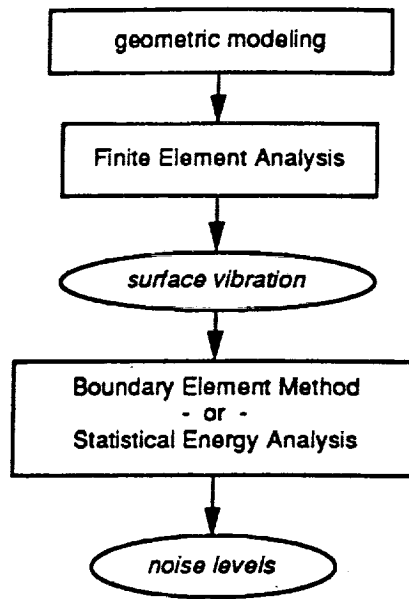 geometric modeling
Finite Element Analysis
surface vibration
Boundary Element Method
- or -
Statistical Energy Analysis
noise levels